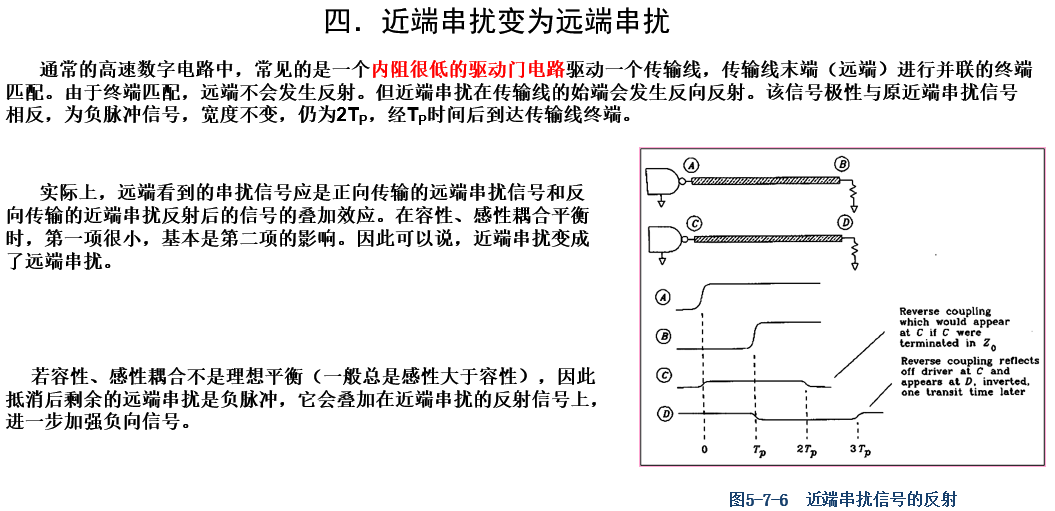 四．近端串扰变为远端串扰
通常的高速数字电路中，常见的是一个内阻很低的驱动门电路驱动一个传输线，传输线末端（远端）进行并联的终端
匹配。由于终端匹配，远端不会发生反射。但近端串扰在传输线的始端会发生反向反射。该信号极性与原近端串扰信号
相反，为负脉冲信号，宽度不变，仍为2TP，经TP时间后到达传输线终端。
实际上，远端看到的串扰信号应是正向传输的远端串扰信号和反
向传输的近端串扰反射后的信号的叠加效应。在容性、感性耦合平衡
时，第一项很小，基本是第二项的影响。因此可以说，近端串扰变成
了远端串扰。
若容性、感性耦合不是理想平衡（一般总是感性大于容性），因此
抵消后剩余的远端串扰是负脉冲，它会叠加在近端串扰的反射信号上，
进一步加强负向信号。
A
B
C
D
A
B
C
D
Reverse coupling
which would appear
at C if C were
terminated in Z0
Reverse coupling reflects
off driver at C and
appears at D, inverted,
one transit time later
0 Tp 2Tp 3Tp
图5-7-6 近端串扰信号的反射